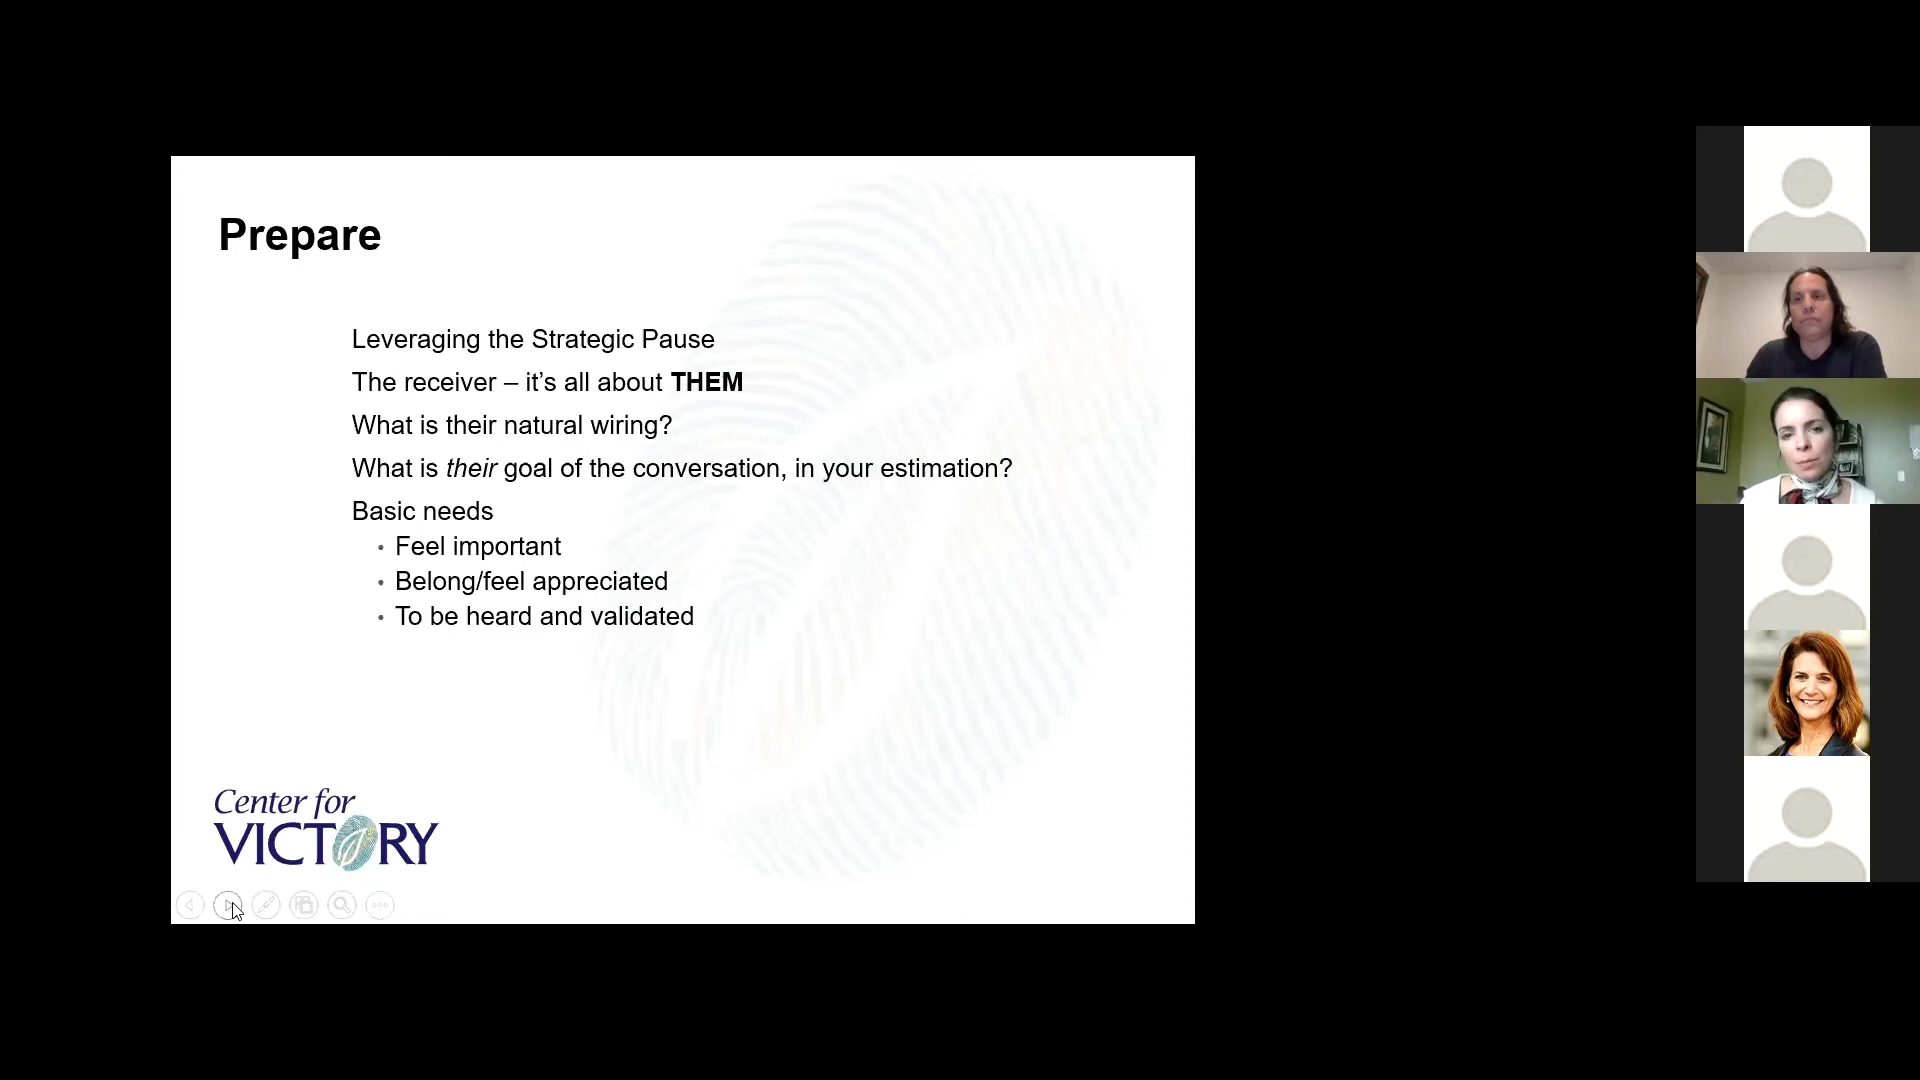 Prepare
Leveraging the Strategic Pause
The receiver – it’s all about THEM
What is their natural wiring?
What is their goal of the conversation, in your estimation?
Basic needs
• Feel important
• Belong/feel appreciated
• To be heard and validated
Center for
VICTORY